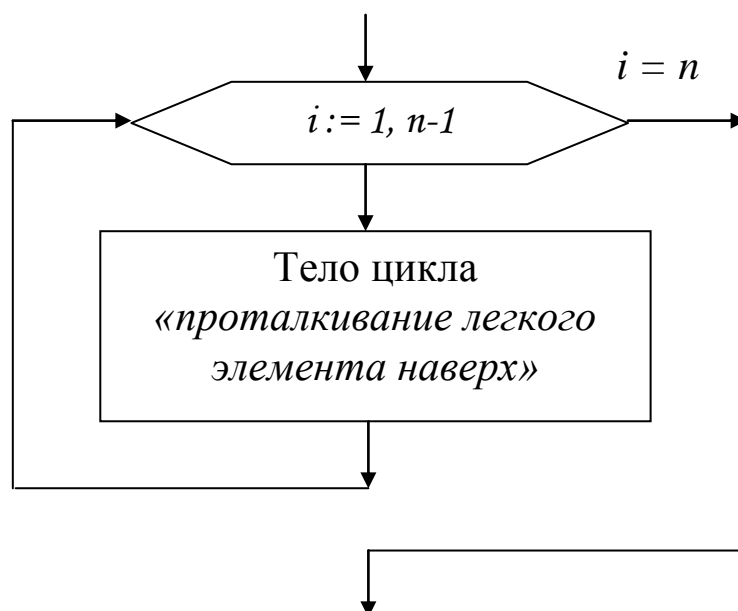 i = n
i := 1, n-1
Тело цикла
«проталкивание легкого
элемента наверх»